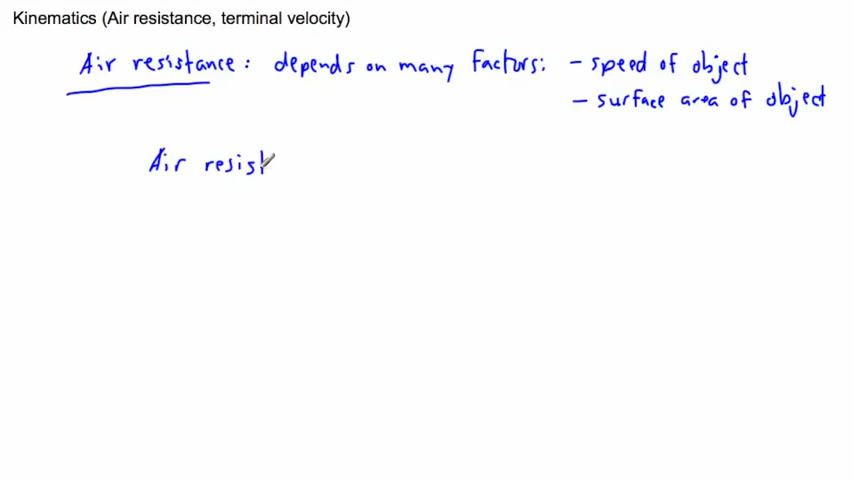 Kinematics (Air resistance, terminal velocity)
Air resistance: depends on many factors: - speed of object
- surface area of object
Air resist